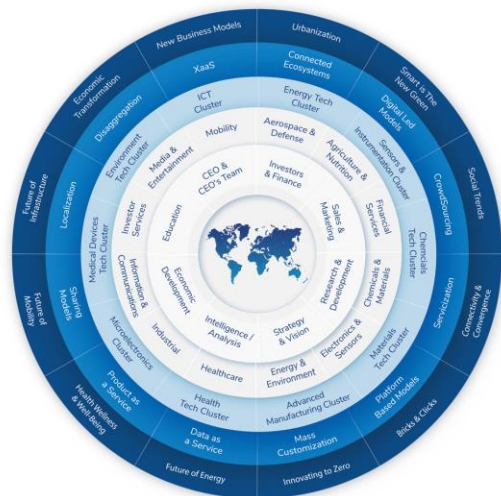 New Business Models
Urbanization
Smart is The
New Green
Social Trends
Connectivity &
Convergence
Bricks & Clicks
Innovating to Zero
Future of Energy
Health Wellness
& Well-Being
Future of
Mobility
Future of
Infrastructure
Economic
Transformation
XaaS
Connected
Ecosystems
Digital Led
Models
CrowdSourcing
Servicization
Platform
Based Models
Mass
Customization
Data as
a Service
Product as
a Service
Sharing
Models
Localization
Disaggregation
ICT
Cluster
Energy Tech
Cluster
Sensors &
Instrumentation Cluster
Chemcials
Tech Cluster
Materials
Tech Cluster
Advanced
Manufacturing Cluster
Health
Tech Cluster
Microelectronics
Cluster
Medical Devices
Tech Cluster
Environment
Tech Cluster
Mobility
Aerospace &
Defense
Agriculture &
Nutrition
Financial
Services
Chemicals &
Materials
Electronics &
Sensors
Energy &
Environment
Healthcare
Industrial
Information &
Communications
Investor
Services
Media &
Entertainment
CEO &
CEO's Team
Investors
& Finance
Sales &
Marketing
Research &
Development
Strategy
& Vision
Intelligence /
Analysis
Economic
Development
Education